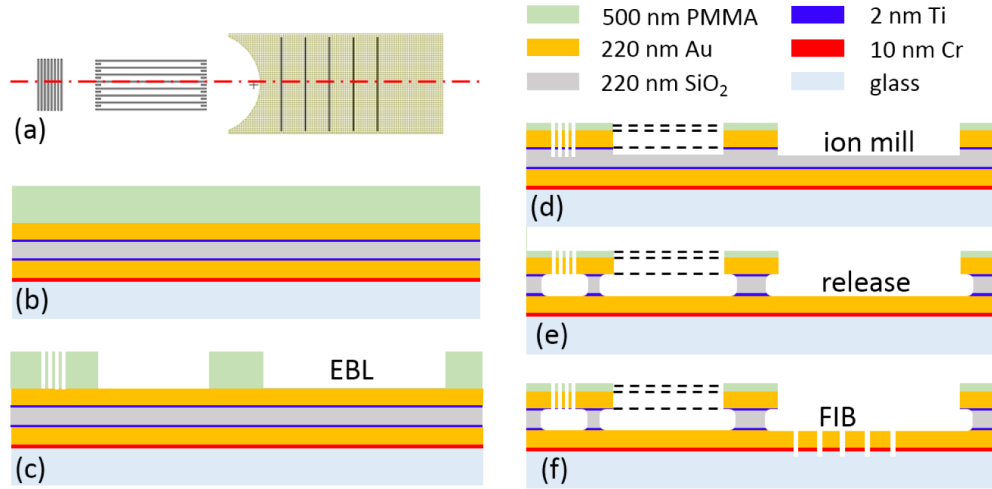 500 nm PMMA
2 nm Ti
220 nm Au
10 nm Cr
220 nm SiO₂
glass
(a)
(b)
EBL
(c)
ion mill
(d)
release
(e)
FIB
(f)